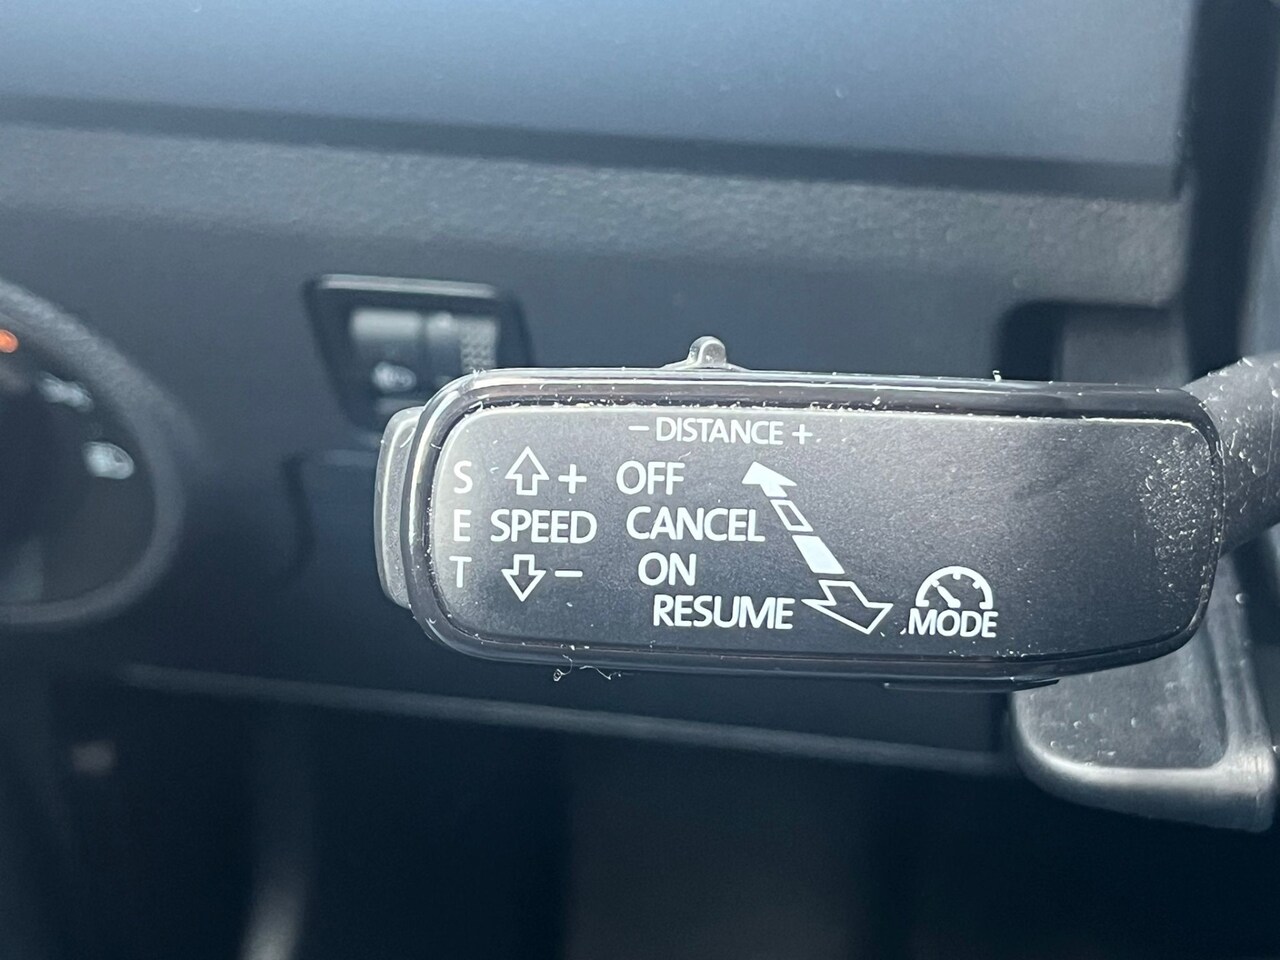 − DISTANCE +
S + OFF
E SPEED CANCEL
T − ON
RESUME MODE